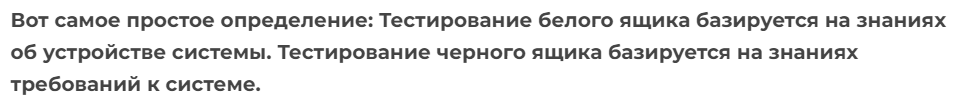 Вот самое простое определение: Тестирование белого ящика базируется на знаниях
об устройстве системы. Тестирование черного ящика базируется на знаниях
требований к системе.